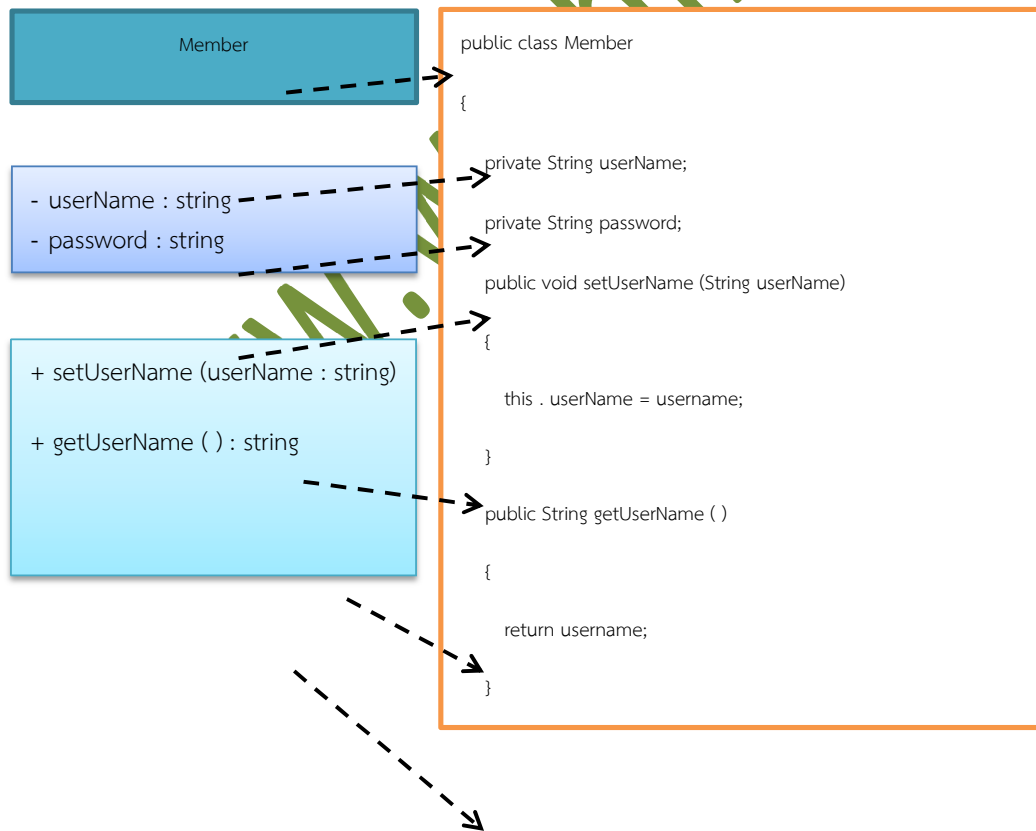 Member
- userName : string
- password : string
+ setUserName (userName : string)
+ getUserName ( ) : string
public class Member
{
private String userName;
private String password;
public void setUserName (String userName)
{
this . userName = username;
}
public String getUserName ( )
{
return username;
}